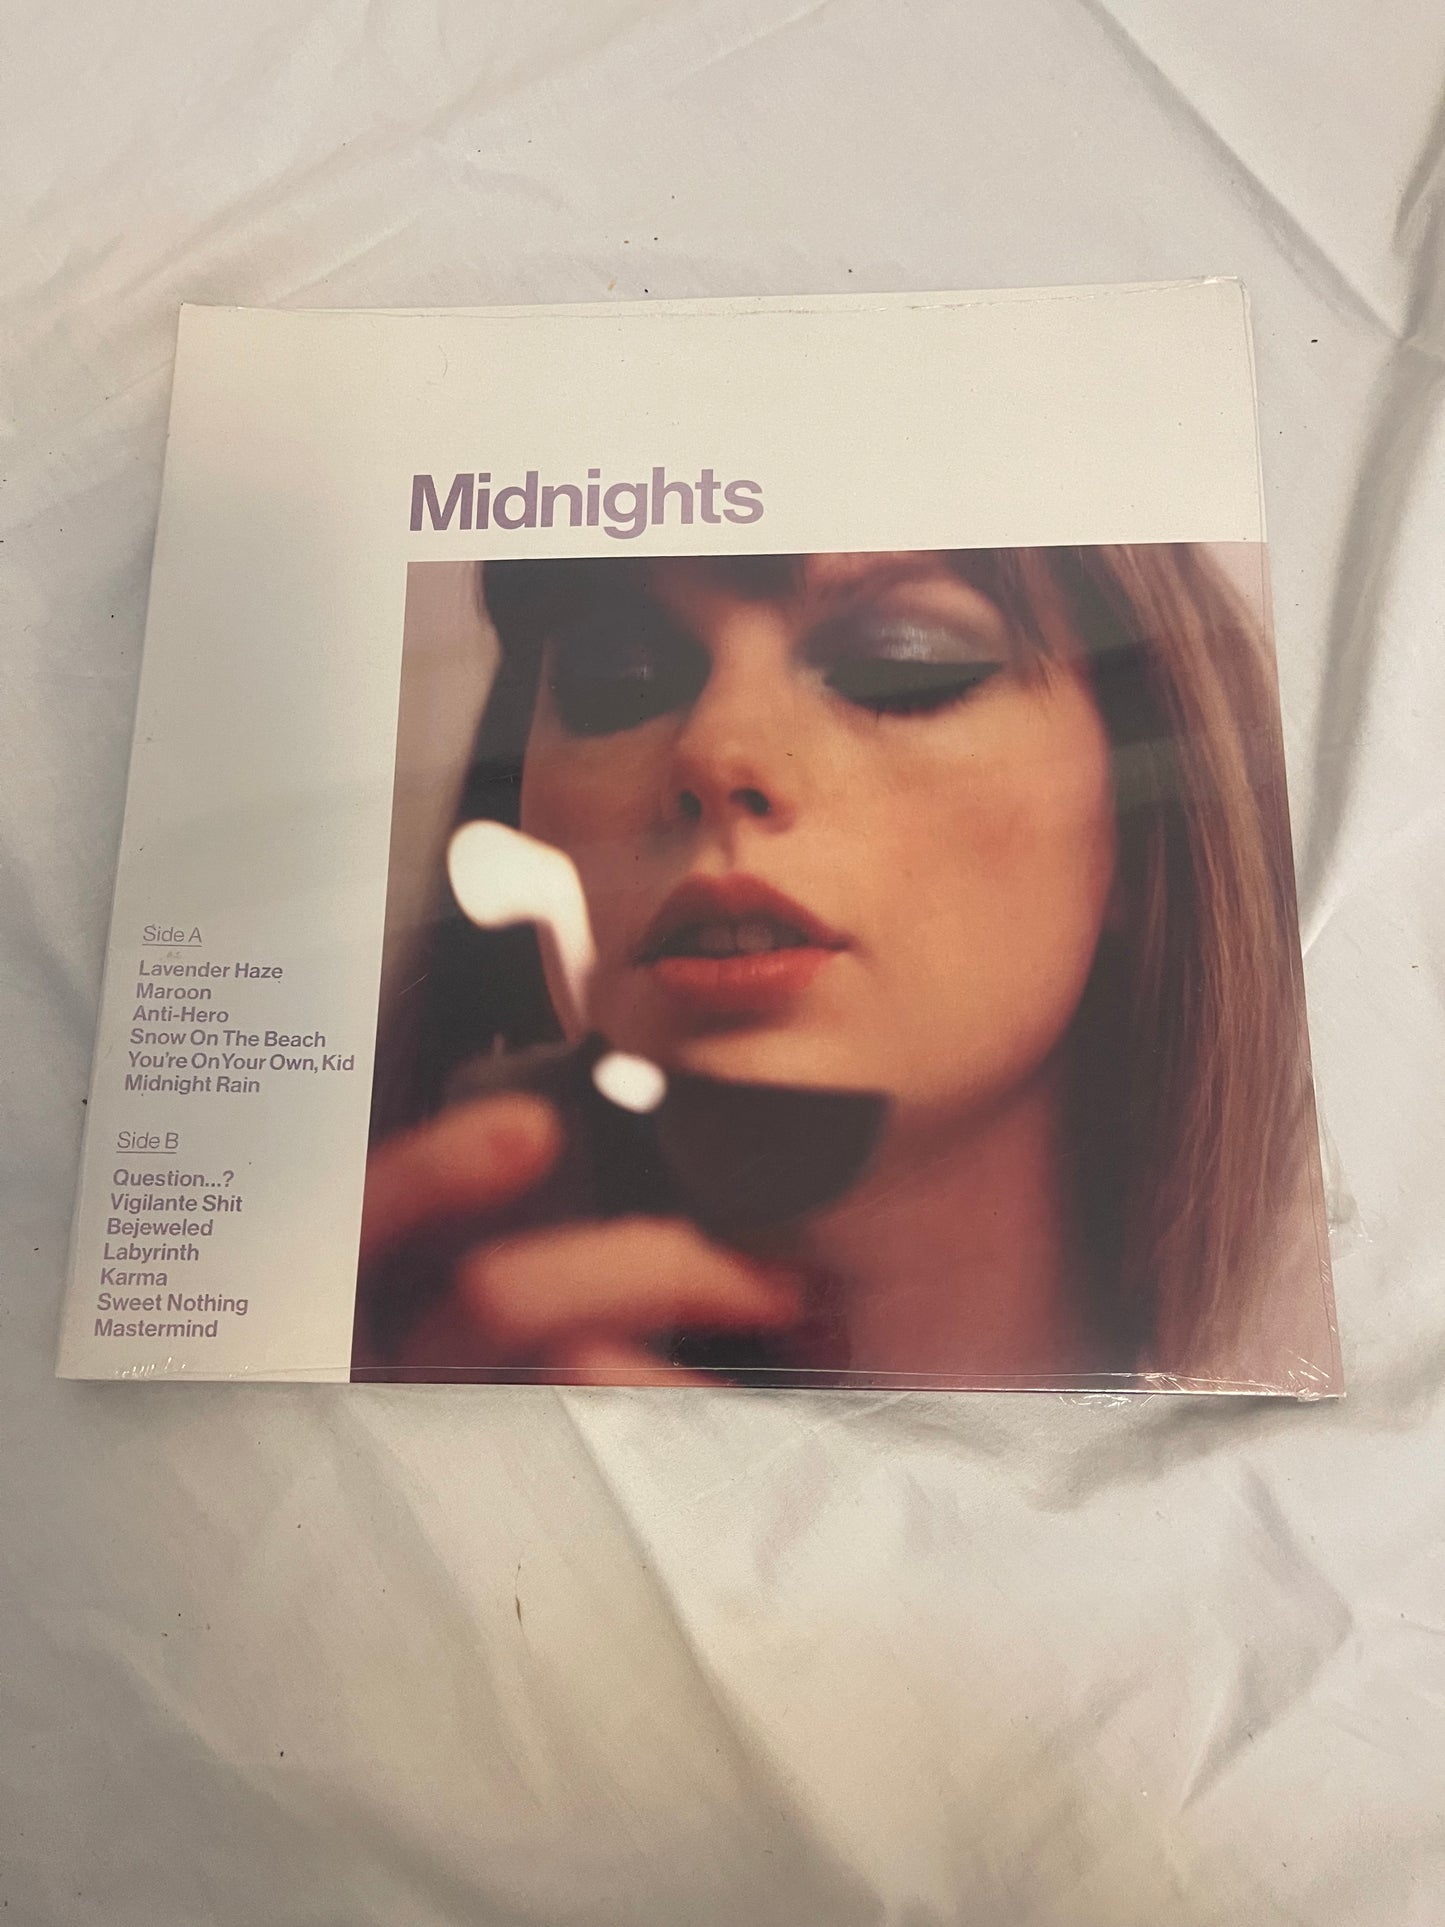 Midnights
Side A
Lavender Haze
Maroon
Anti-Hero
Snow On The Beach
You're On Your Own, Kid
Midnight Rain
Side B
Question...?
Vigilante Shit
Bejeweled
Labyrinth
Karma
Sweet Nothing
Mastermind